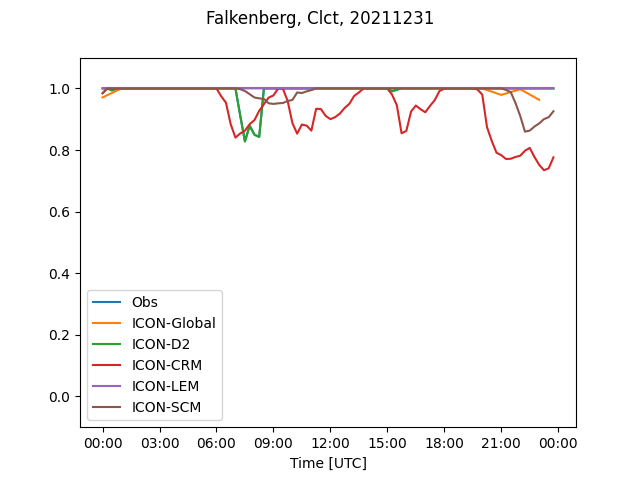 Falkenberg, Clct, 20211231
1.0
0.8
0.6
0.4
0.2
0.0
Obs
ICON-Global
ICON-D2
ICON-CRM
ICON-LEM
ICON-SCM
00:00 03:00 06:00 09:00 12:00 15:00 18:00 21:00 00:00
Time [UTC]